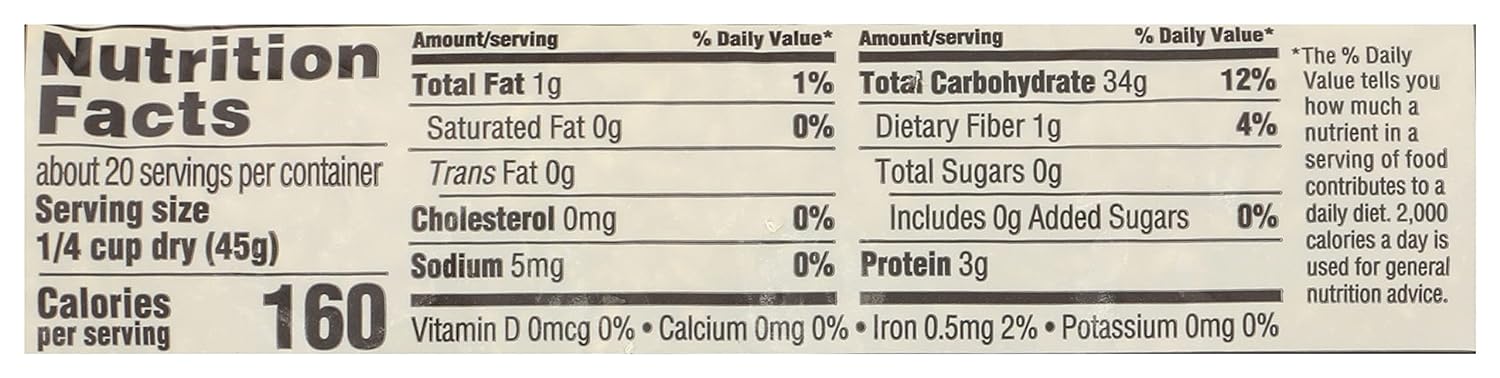 Nutrition
Facts
about 20 servings per container
Serving size
1/4 cup dry (45g)
Calories
per serving
160
Amount/serving % Daily Value*
Total Fat 1g 1%
Saturated Fat 0g 0%
Trans Fat 0g
Cholesterol 0mg 0%
Sodium 5mg 0%
Amount/serving % Daily Value*
Total Carbohydrate 34g 12%
Dietary Fiber 1g 4%
Total Sugars 0g
Includes 0g Added Sugars 0%
Protein 3g
Vitamin D 0mcg 0% • Calcium 0mg 0% • Iron 0.5mg 2% • Potassium 0mg 0%
*The % Daily
Value tells you
how much a
nutrient in a
serving of food
contributes to a
daily diet. 2,000
calories a day is
used for general
nutrition advice.